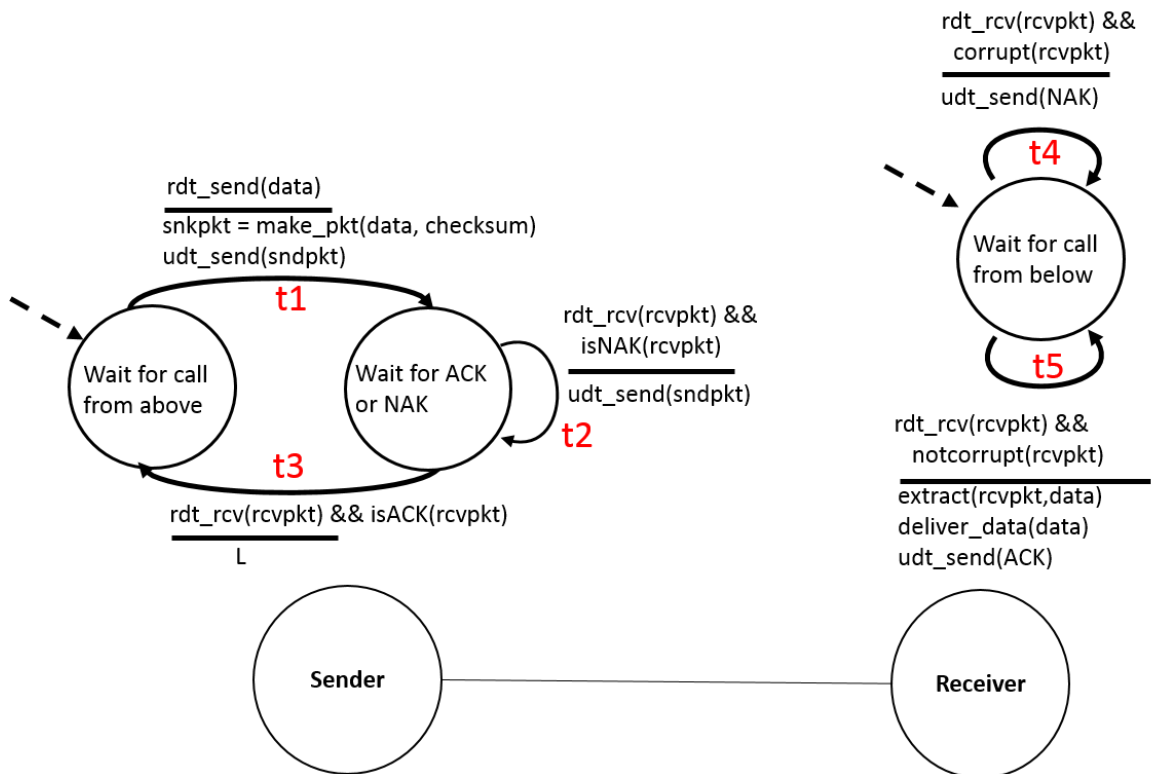 rdt_rcv(rcvpkt) &&
corrupt(rcvpkt)
udt_send(NAK)
t4
Wait for call
from below
t5
rdt_rcv(rcvpkt) &&
notcorrupt(rcvpkt)
extract(rcvpkt,data)
deliver_data(data)
udt_send(ACK)
rdt_send(data)
snkpkt = make_pkt(data, checksum)
udt_send(sndpkt)
t1
Wait for call
from above
Wait for ACK
or NAK
rdt_rcv(rcvpkt) &&
isNAK(rcvpkt)
udt_send(sndpkt)
t2
t3
rdt_rcv(rcvpkt) && isACK(rcvpkt)
L
Sender
Receiver